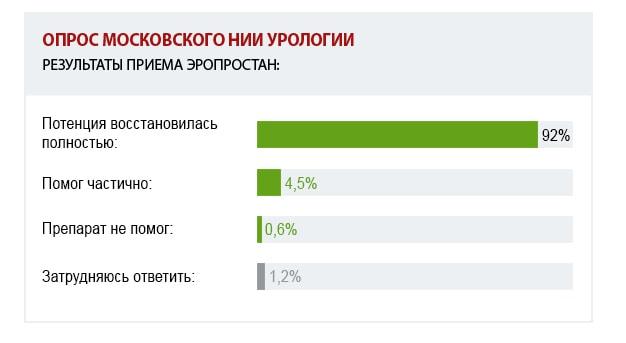 ОПРОС МОСКОВСКОГО НИИ УРОЛОГИИ
РЕЗУЛЬТАТЫ ПРИЕМА ЭРОПРОСТАН:
Потенция восстановилась
полностью:
92%
Помог частично:
4,5%
Препарат не помог:
0,6%
Затрудняюсь ответить:
1,2%